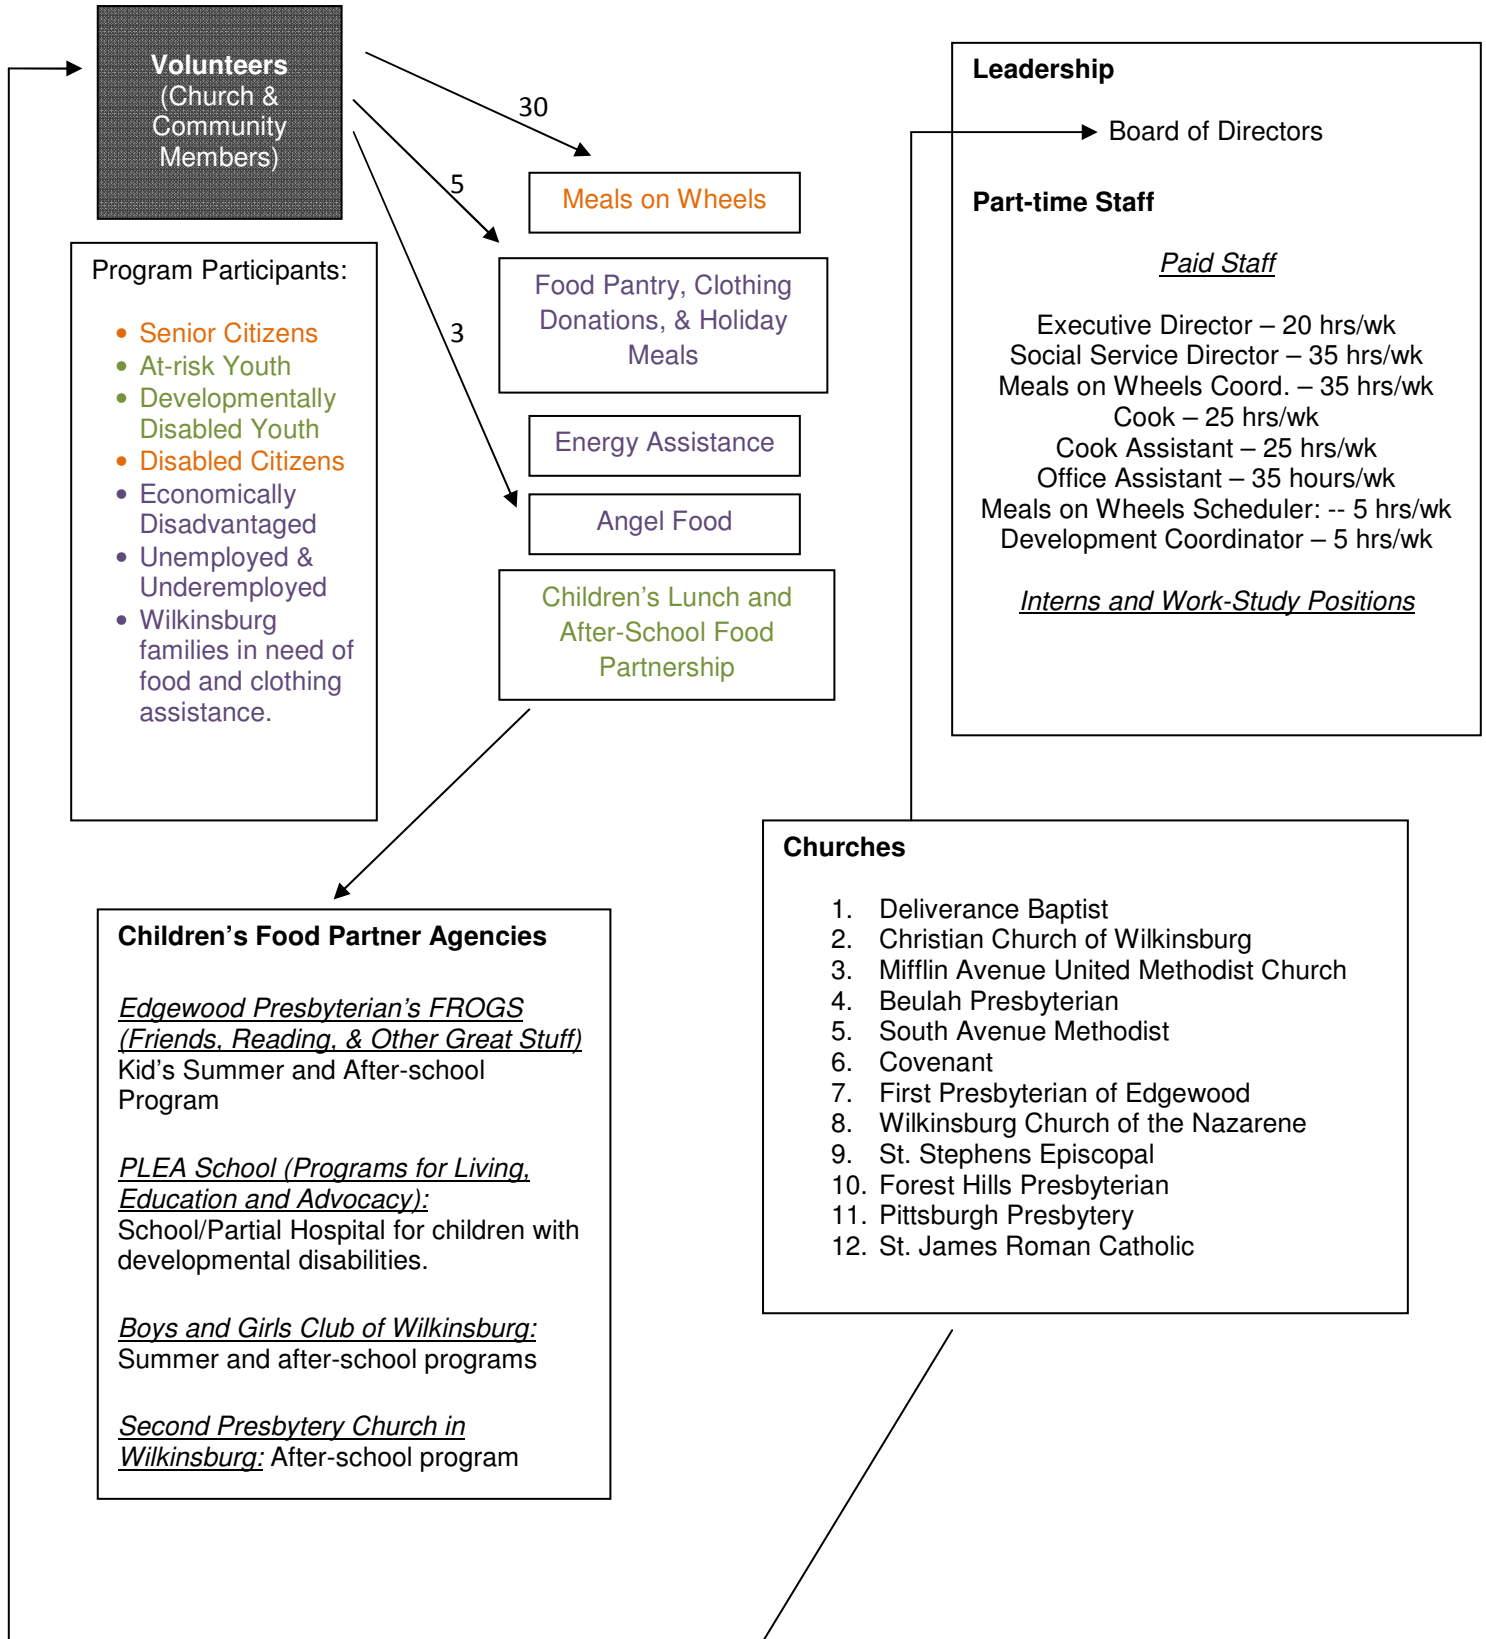 Volunteers
(Church &
Community
Members)
30
5
3
Meals on Wheels
Food Pantry, Clothing
Donations, & Holiday
Meals
Energy Assistance
Angel Food
Children’s Lunch and
After-School Food
Partnership
Program Participants:
• Senior Citizens
• At-risk Youth
• Developmentally
Disabled Youth
• Disabled Citizens
• Economically
Disadvantaged
• Unemployed &
Underemployed
• Wilkinsburg
families in need of
food and clothing
assistance.
Leadership
Board of Directors
Part-time Staff
Paid Staff
Executive Director – 20 hrs/wk
Social Service Director – 35 hrs/wk
Meals on Wheels Coord. – 35 hrs/wk
Cook – 25 hrs/wk
Cook Assistant – 25 hrs/wk
Office Assistant – 35 hours/wk
Meals on Wheels Scheduler: -- 5 hrs/wk
Development Coordinator – 5 hrs/wk
Interns and Work-Study Positions
Children’s Food Partner Agencies
Edgewood Presbyterian’s FROGS
(Friends, Reading, & Other Great Stuff)
Kid’s Summer and After-school
Program
PLEA School (Programs for Living,
Education and Advocacy):
School/Partial Hospital for children with
developmental disabilities.
Boys and Girls Club of Wilkinsburg:
Summer and after-school programs
Second Presbytery Church in
Wilkinsburg: After-school program
Churches
1. Deliverance Baptist
2. Christian Church of Wilkinsburg
3. Mifflin Avenue United Methodist Church
4. Beulah Presbyterian
5. South Avenue Methodist
6. Covenant
7. First Presbyterian of Edgewood
8. Wilkinsburg Church of the Nazarene
9. St. Stephens Episcopal
10. Forest Hills Presbyterian
11. Pittsburgh Presbytery
12. St. James Roman Catholic